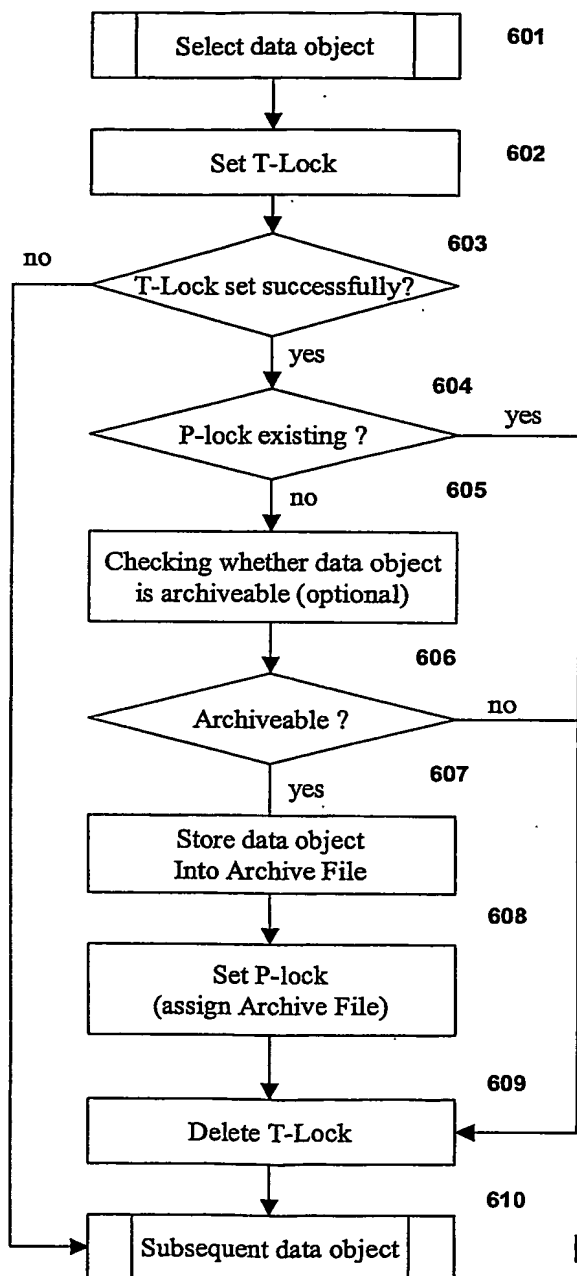 Select data object
601
Set T-Lock
602
603
no
T-Lock set successfully?
yes
604
P-lock existing ?
yes
605
no
Checking whether data object
is archiveable (optional)
606
Archiveable ?
no
607
yes
Store data object
Into Archive File
608
Set P-lock
(assign Archive File)
609
Delete T-Lock
610
Subsequent data object